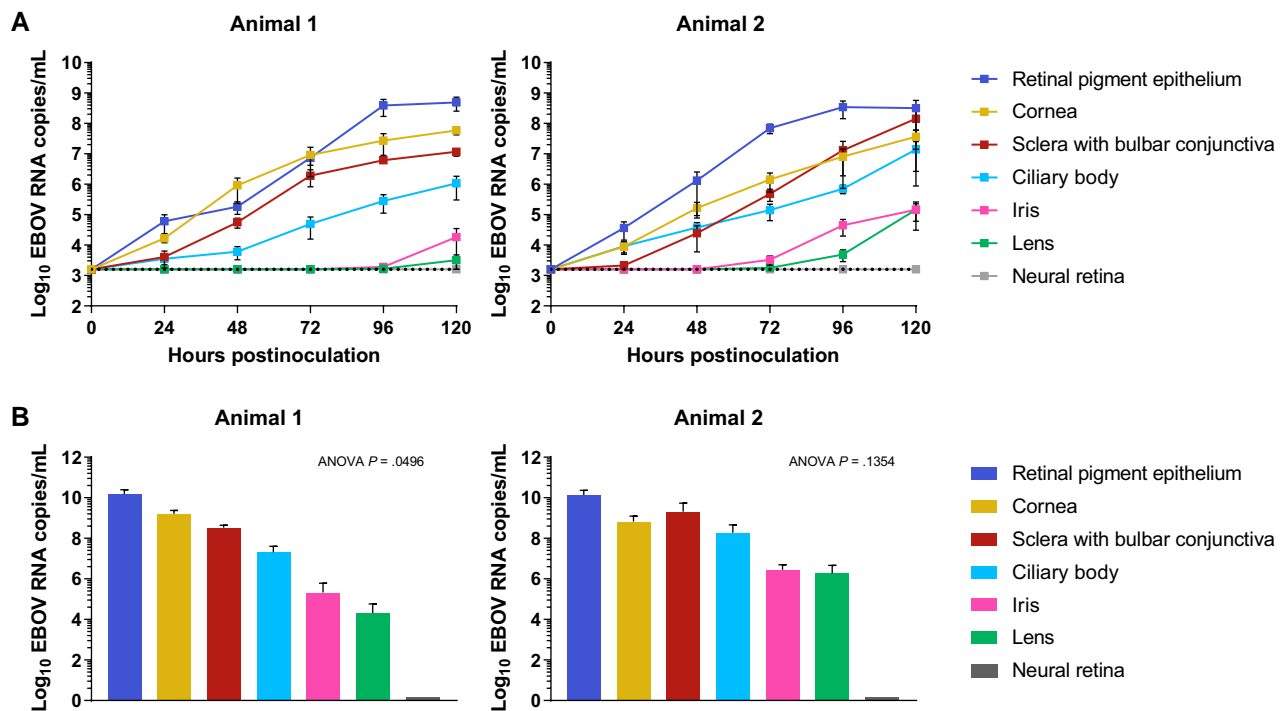 A
Animal 1
Animal 2
Log10 EBOV RNA copies/mL
10
9
8
7
6
5
4
3
2
0 24 48 72 96 120
Hours postinoculation
Log10 EBOV RNA copies/mL
10
9
8
7
6
5
4
3
2
0 24 48 72 96 120
Hours postinoculation
Retinal pigment epithelium
Cornea
Sclera with bulbar conjunctiva
Ciliary body
Iris
Lens
Neural retina
B
Animal 1
Animal 2
Log10 EBOV RNA copies/mL
12
10
8
6
4
2
0
ANOVA P = .0496
Log10 EBOV RNA copies/mL
12
10
8
6
4
2
0
ANOVA P = .1354
Retinal pigment epithelium
Cornea
Sclera with bulbar conjunctiva
Ciliary body
Iris
Lens
Neural retina